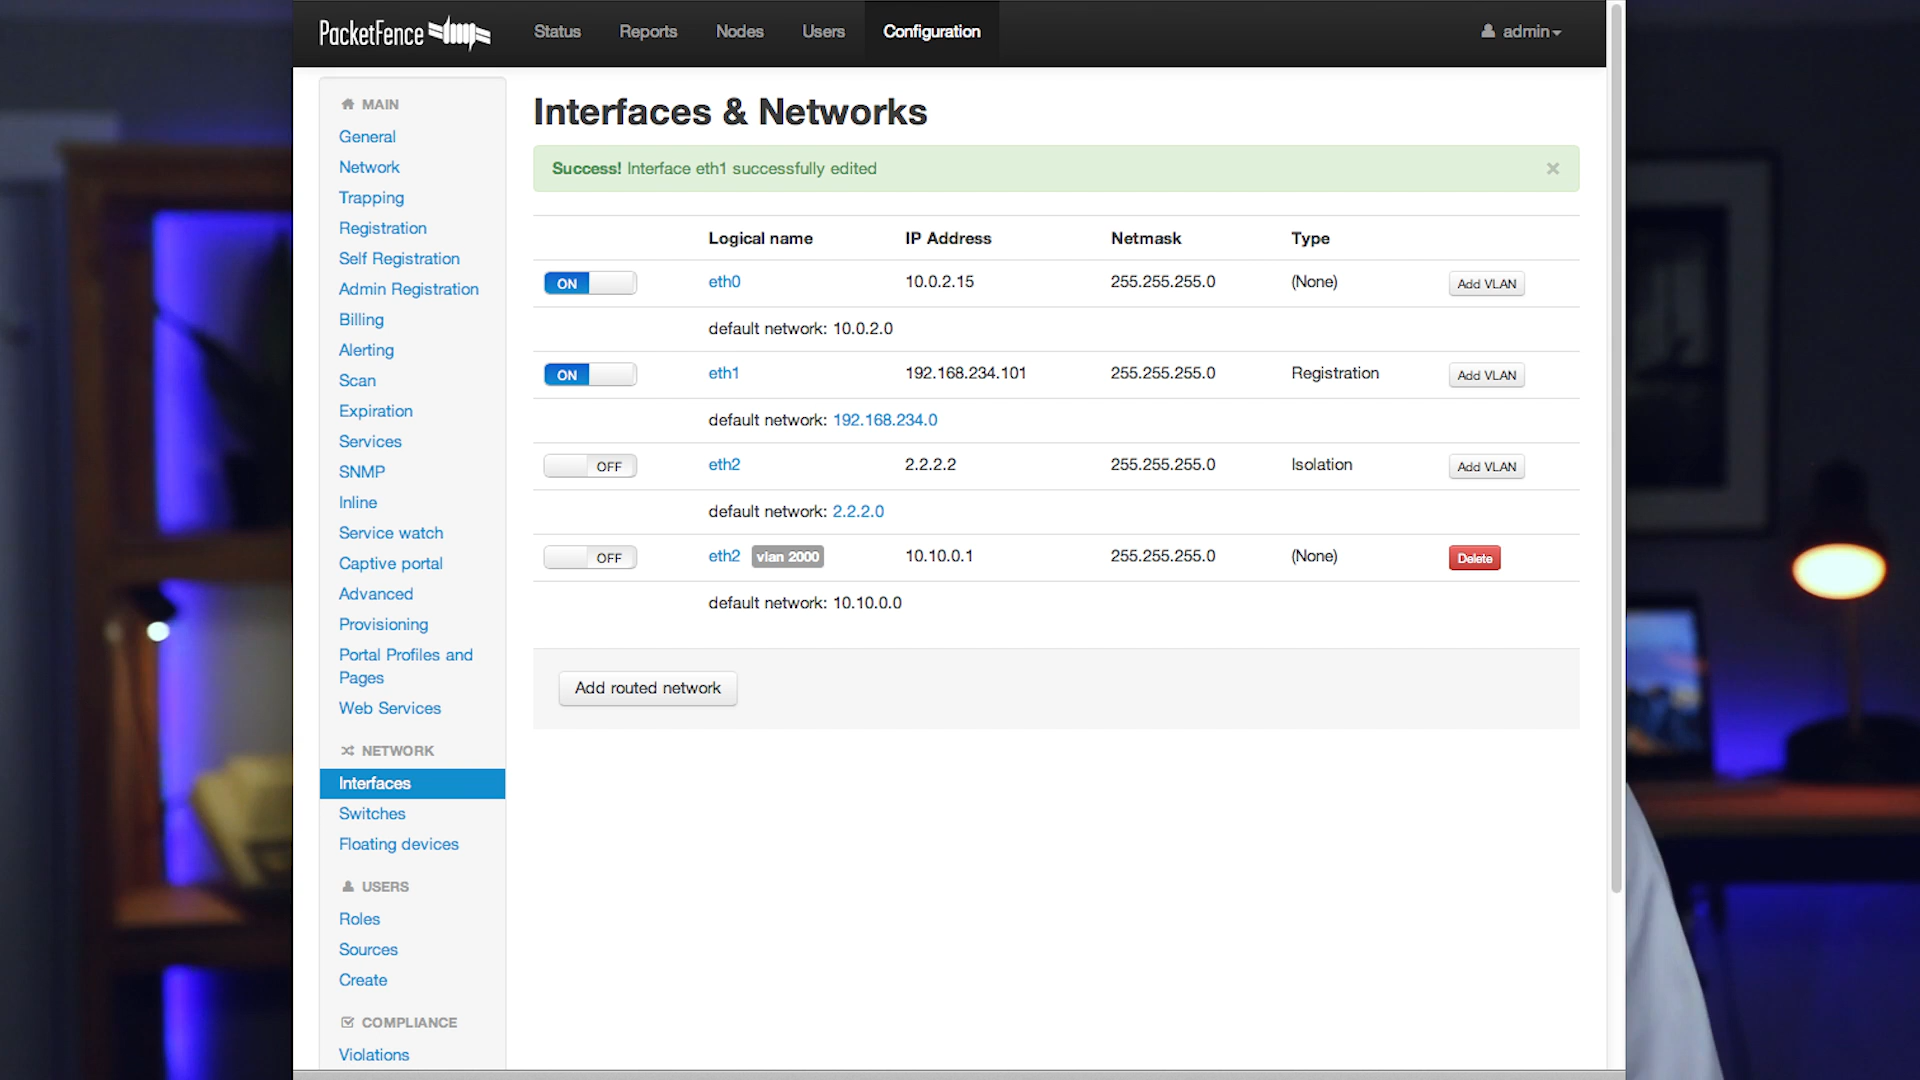 PacketFence
Status Reports Nodes Users Configuration admin
MAIN
General
Network
Trapping
Registration
Self Registration
Admin Registration
Billing
Alerting
Scan
Expiration
Services
SNMP
Inline
Service watch
Captive portal
Advanced
Provisioning
Portal Profiles and
Pages
Web Services
NETWORK
Interfaces
Switches
Floating devices
USERS
Roles
Sources
Create
COMPLIANCE
Violations
Interfaces & Networks
Success! Interface eth1 successfully edited ×
Logical name IP Address Netmask Type
ON eth0 10.0.2.15 255.255.255.0 (None) Add VLAN
default network: 10.0.2.0
ON eth1 192.168.234.101 255.255.255.0 Registration Add VLAN
default network: 192.168.234.0
OFF eth2 2.2.2.2 255.255.255.0 Isolation Add VLAN
default network: 2.2.2.0
OFF eth2 vlan 2000 10.10.0.1 255.255.255.0 (None) Delete
default network: 10.10.0.0
Add routed network